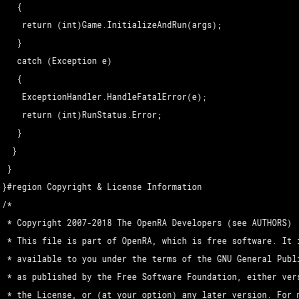 {
return (int)Game.InitializeAndRun(args);
}
catch (Exception e)
{
ExceptionHandler.HandleFatalError(e);
return (int)RunStatus.Error;
}
}
}
}#region Copyright & License Information
/*
* Copyright 2007-2018 The OpenRA Developers (see AUTHORS)
* This file is part of OpenRA, which is free software. It
* available to you under the terms of the GNU General Publ
* as published by the Free Software Foundation, either ver
* the License, or (at your option) any later version. For